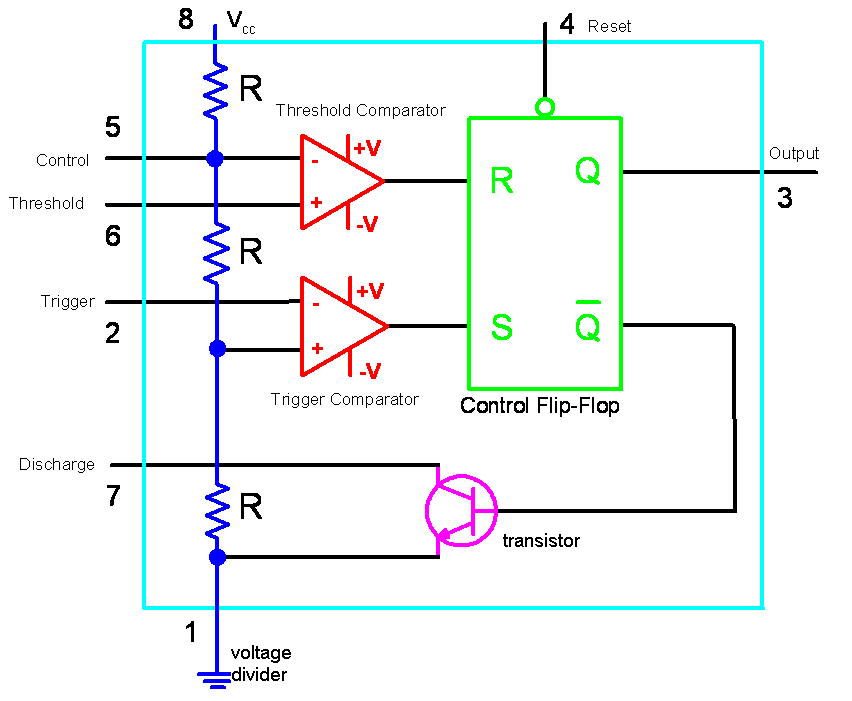 8 Vcc
4 Reset
R
Threshold Comparator
5
Control
- +V
Output
R Q
3
Threshold
+ -V
6
R
Trigger
- +V
2
S Q
+ -V
Trigger Comparator
Control Flip-Flop
Discharge
7
R
transistor
1
voltage
divider